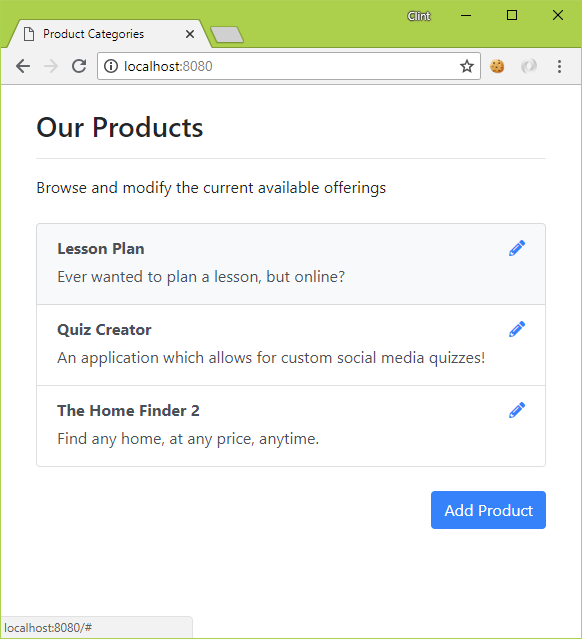 Clint
Product Categories
localhost:8080
Our Products
Browse and modify the current available offerings
Lesson Plan
Ever wanted to plan a lesson, but online?
Quiz Creator
An application which allows for custom social media quizzes!
The Home Finder 2
Find any home, at any price, anytime.
Add Product
localhost:8080/#